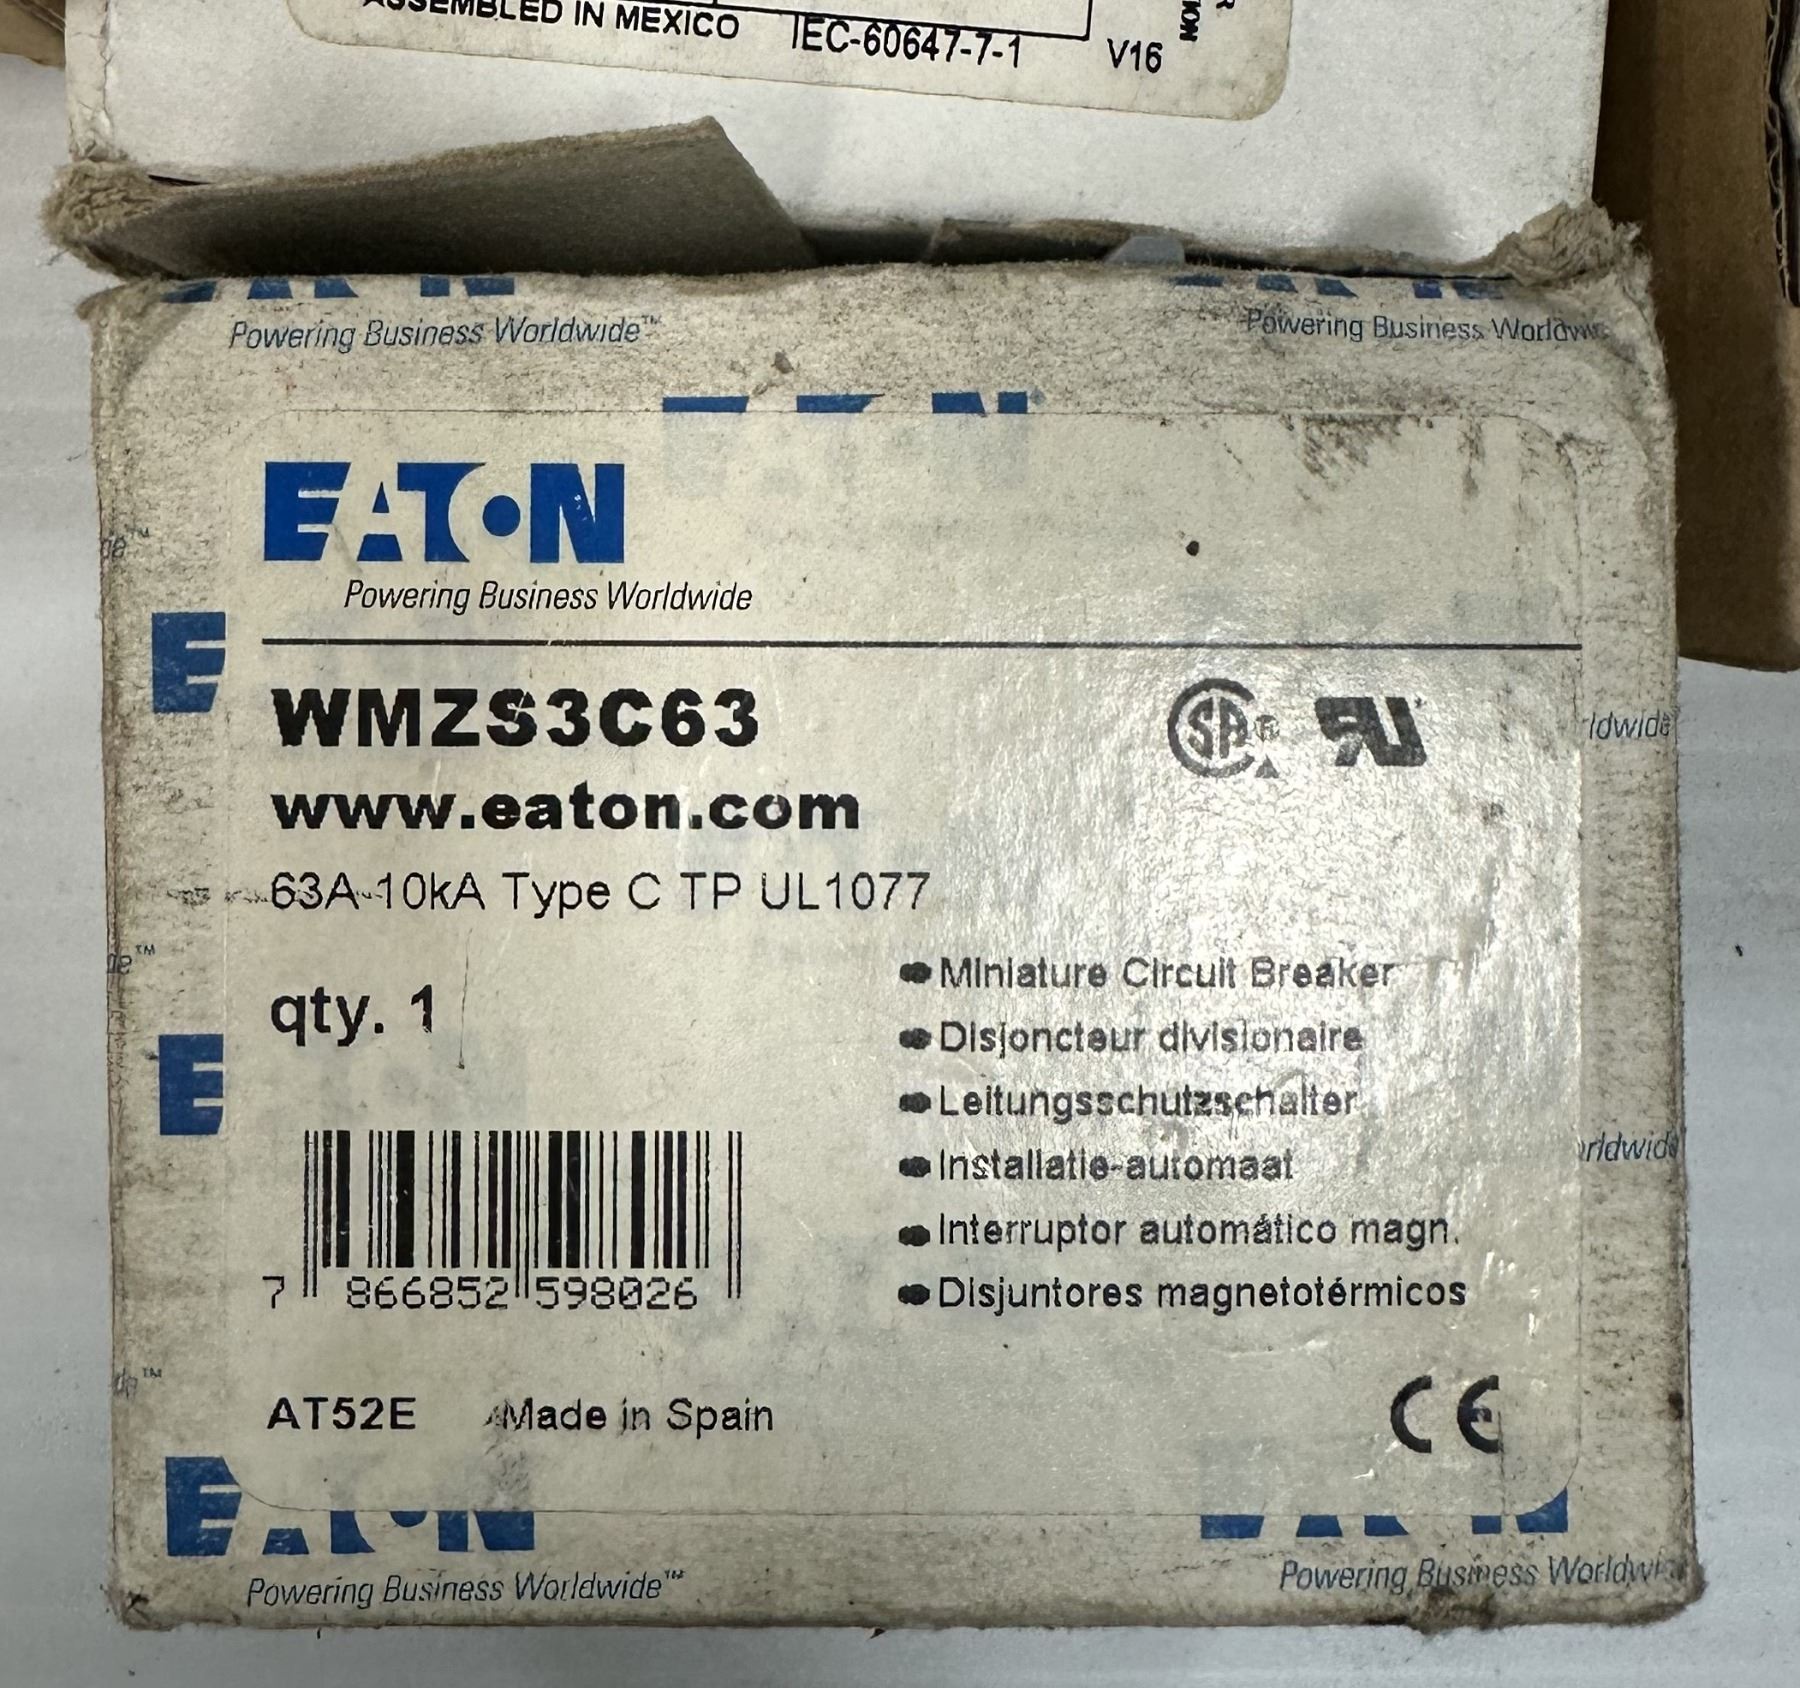 ASSEMBLED IN MEXICO IEC-60647-7-1 V16
Powering Business Worldwide™
Powering Business Worldwide
EATON
Powering Business Worldwide
WMZS3C63
www.eaton.com
63A 10kA Type C TP UL1077
qty. 1
Miniature Circuit Breaker
Disjoncteur divisionaire
Leitungsschutzschalter
Installatie-automaat
Interruptor automático magn.
Disjuntores magnetotérmicos
7 866852 598026
AT52E Made in Spain
CE
EATON
Powering Business Worldwide™
Powering Business Worldwide